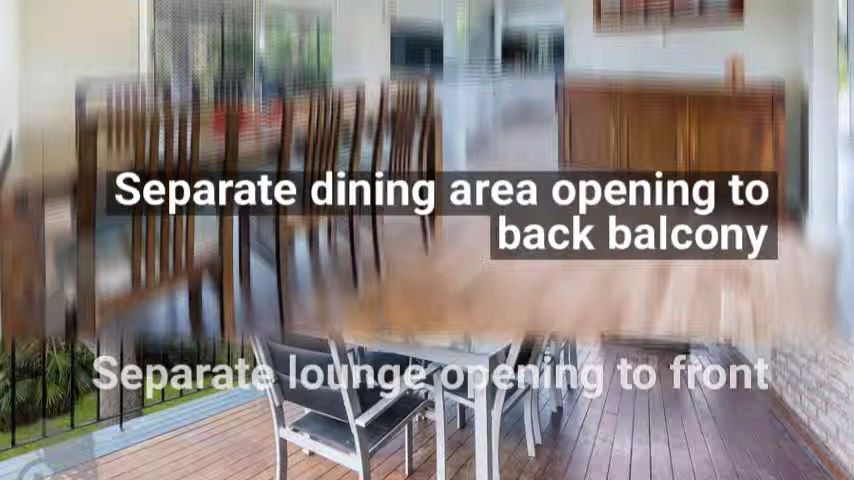 Separate dining area opening to
back balcony
Separate lounge opening to front